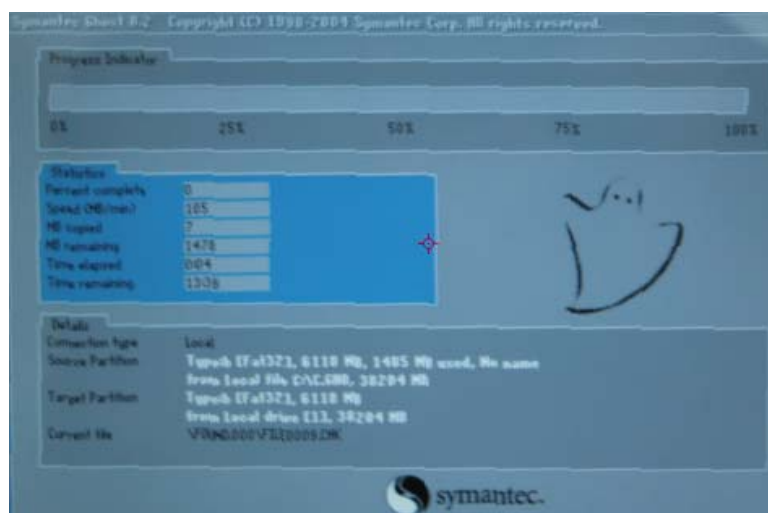 Symantec Ghost 8.2 Copyright (C) 1998-2004 Symantec Corp. All rights reserved.
Progress Indicator
0% 25% 50% 75% 100%
Statistics
Percent complete 0
Speed (MB/min) 105
MB copied 7
MB remaining 1478
Time elapsed 0:04
Time remaining
Details
Connection type Local
Source Partition Type:b [Fat32], 6118 MB, 1485 MB used, No name
from Local file 38204 MB
Target Partition Type:b [Fat32], 6118 MB
from Local drive [1], 38204 MB
Current file
symantec.